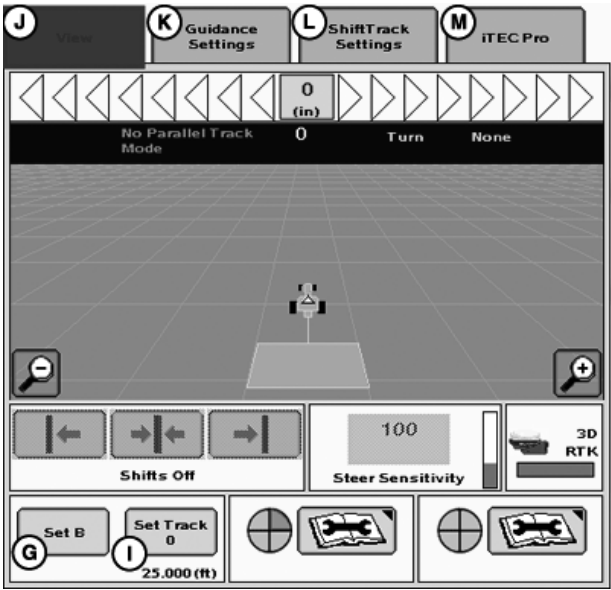 J
View
K
Guidance
Settings
L
ShiftTrack
Settings
M
iTEC Pro
0
(in)
No Parallel Track
Mode
0
Turn
None
Shifts Off
100
Steer Sensitivity
3D
RTK
Set B
G
Set Track
0
I
25.000 (ft)